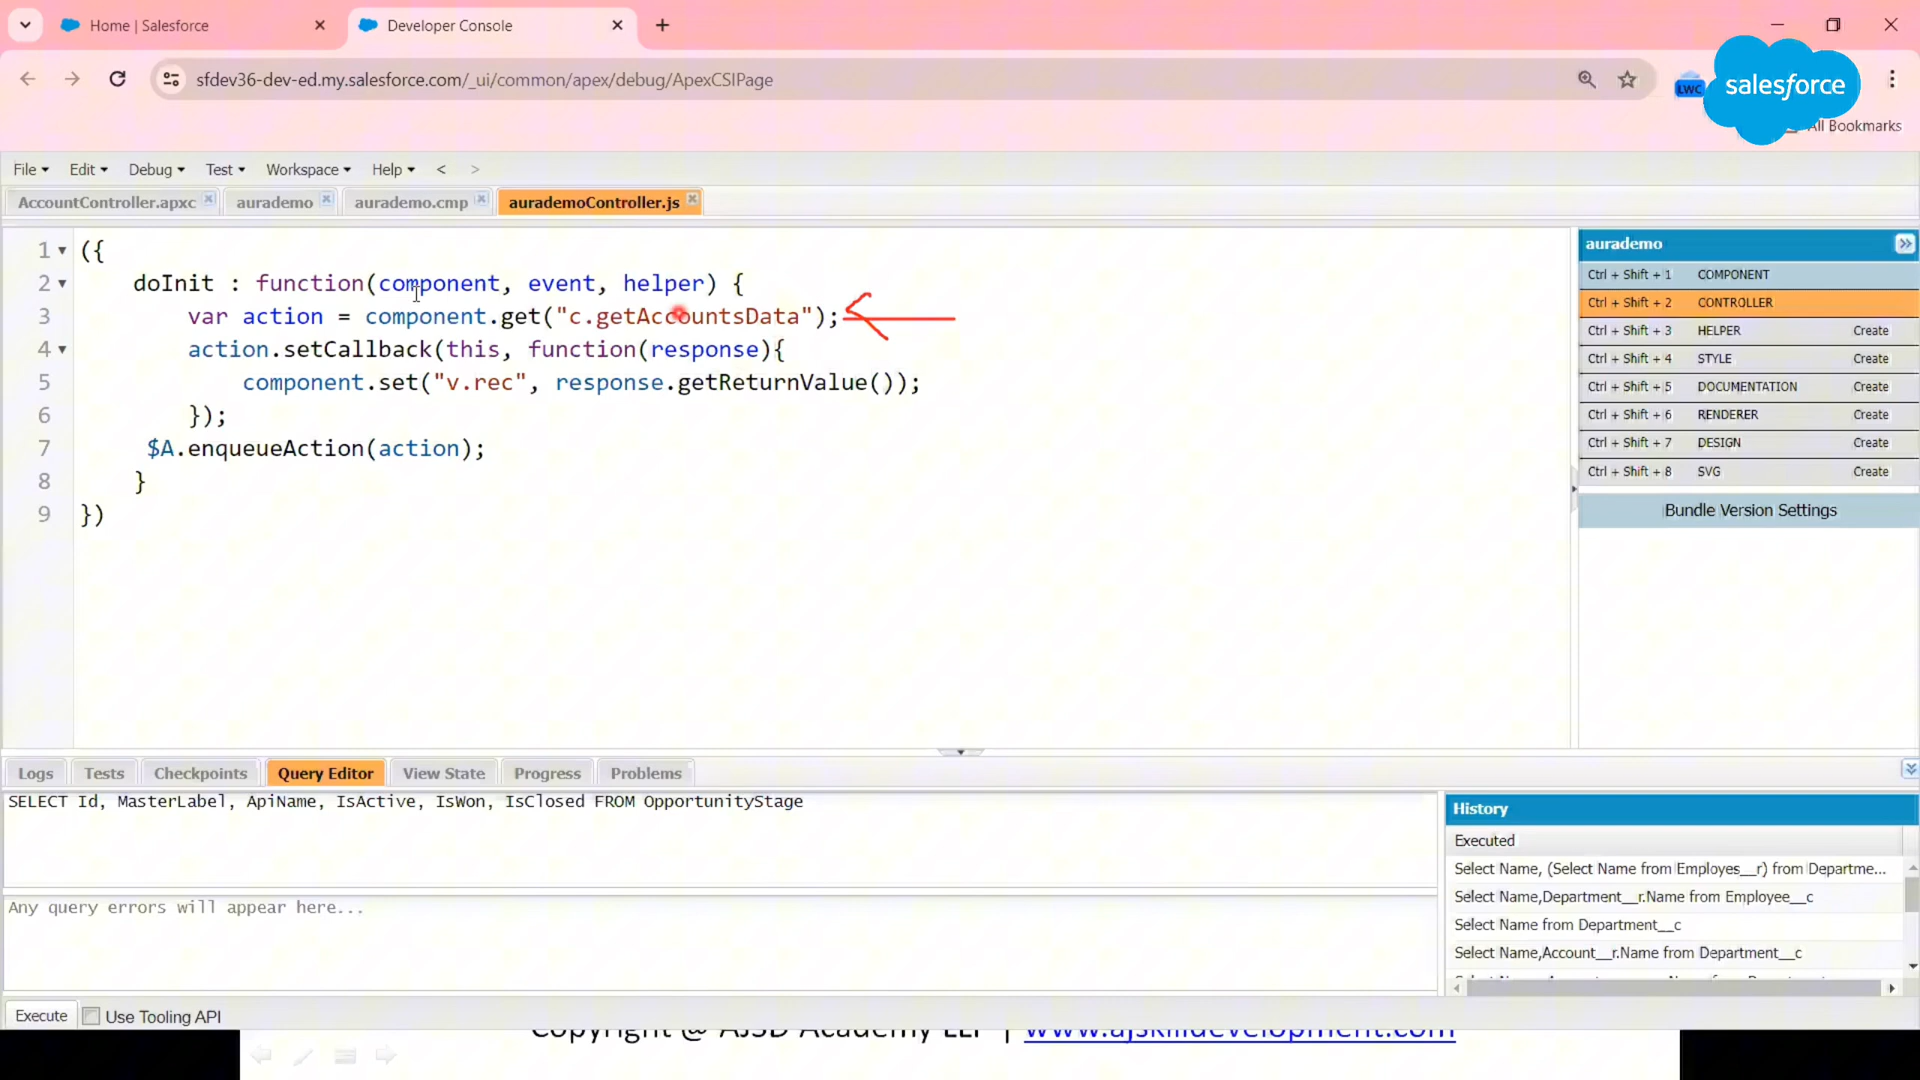 Home | Salesforce
Developer Console
sfdev36-dev-ed.my.salesforce.com/_ui/common/apex/debug/ApexCSIPage
LWC
salesforce
All Bookmarks
File Edit Debug Test Workspace Help < >
AccountController.apxc aurademo aurademo.cmp aurademoController.js
1 ({
2 doInit : function(component, event, helper) {
3 var action = component.get("c.getAccountsData");
4 action.setCallback(this, function(response){
5 component.set("v.rec", response.getReturnValue());
6 });
7 $A.enqueueAction(action);
8 }
9 })
aurademo
Ctrl + Shift + 1 COMPONENT
Ctrl + Shift + 2 CONTROLLER
Ctrl + Shift + 3 HELPER Create
Ctrl + Shift + 4 STYLE Create
Ctrl + Shift + 5 DOCUMENTATION Create
Ctrl + Shift + 6 RENDERER Create
Ctrl + Shift + 7 DESIGN Create
Ctrl + Shift + 8 SVG Create
Bundle Version Settings
Logs Tests Checkpoints Query Editor View State Progress Problems
SELECT Id, MasterLabel, ApiName, IsActive, IsWon, IsClosed FROM OpportunityStage
Any query errors will appear here...
History
Executed
Select Name, (Select Name from Employes__r) from Departme...
Select Name,Department__r.Name from Employee__c
Select Name from Department__c
Select Name,Account__r.Name from Department__c
Execute Use Tooling API
Copyright @ AJSD Academy LLP | www.ajskilldevelopment.com